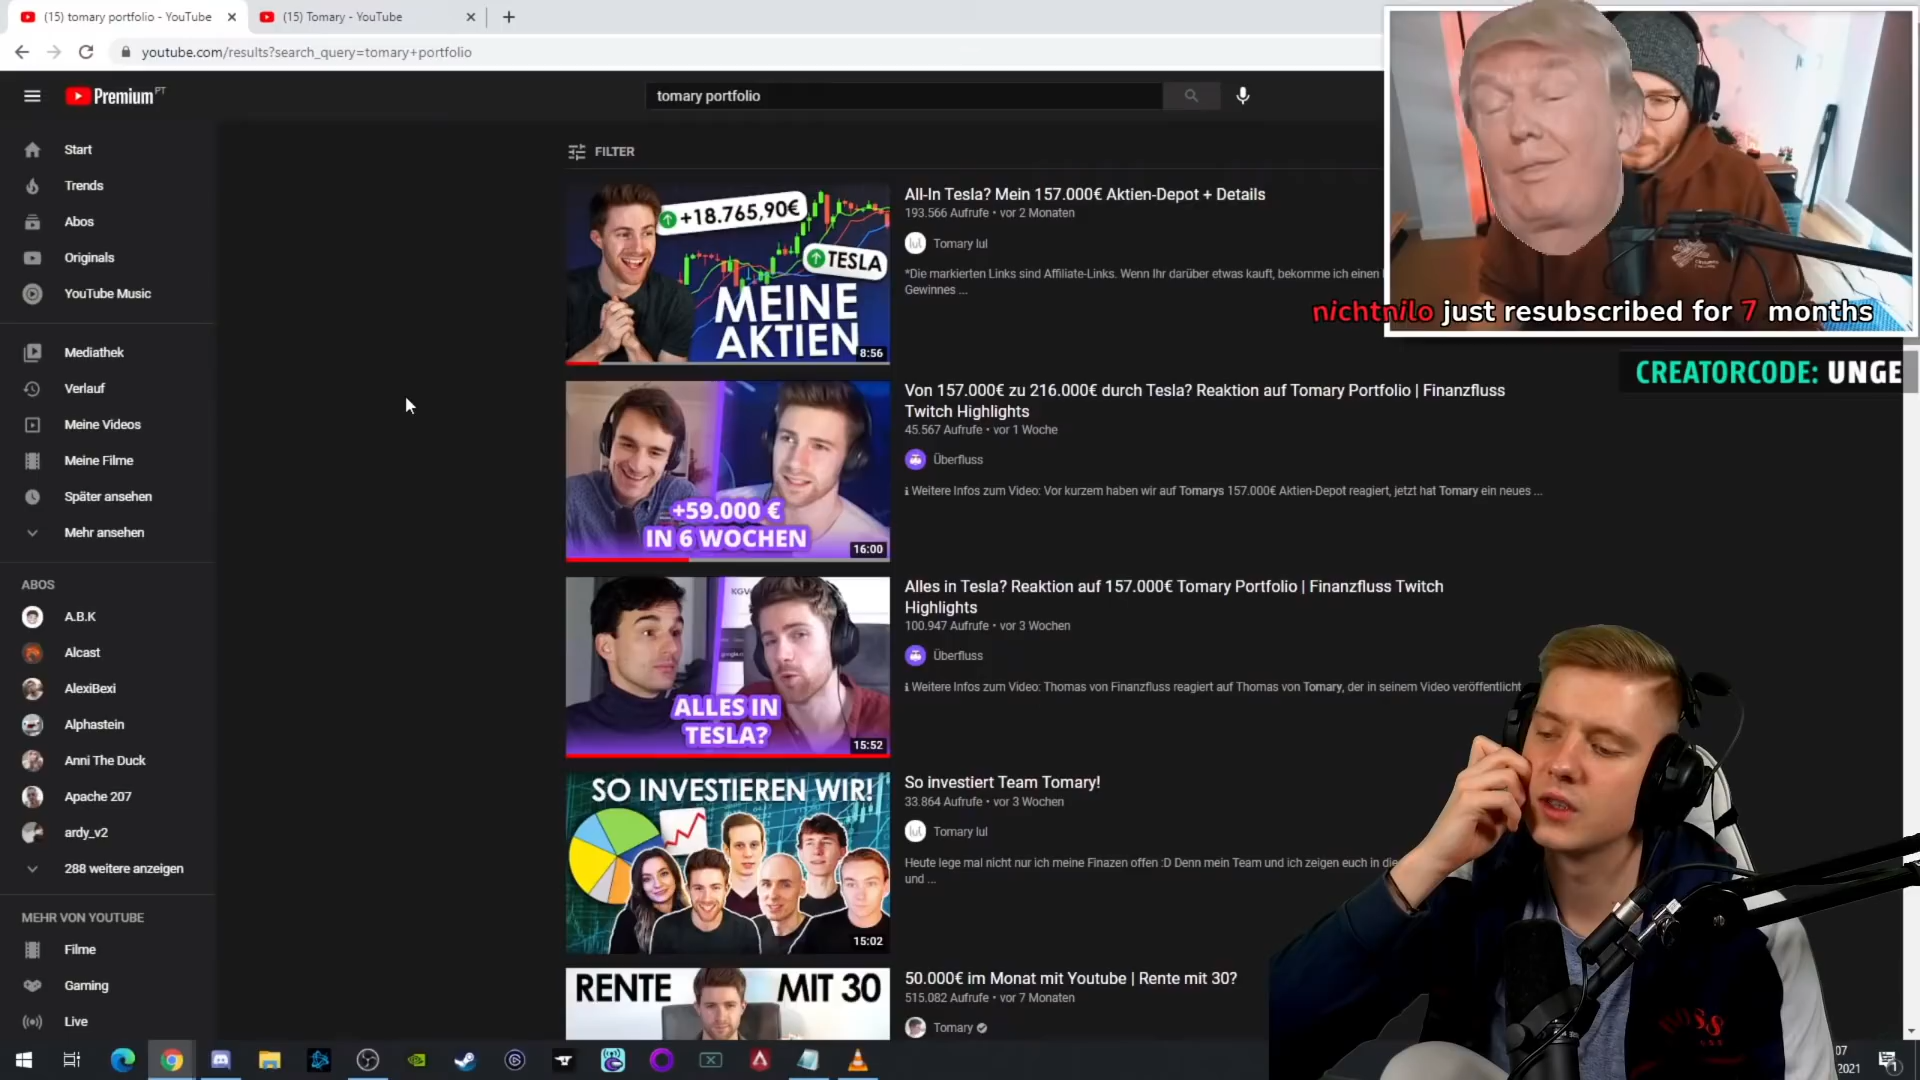 (15) tomary portfolio - YouTube
(15) Tomary - YouTube
youtube.com/results?search_query=tomary+portfolio
Premium PT
tomary portfolio
Start
Trends
Abos
Originals
YouTube Music
Mediathek
Verlauf
Meine Videos
Meine Filme
Später ansehen
Mehr ansehen
ABOS
A.B.K
Alcast
AlexiBexi
Alphastein
Anni The Duck
Apache 207
ardy_v2
288 weitere anzeigen
MEHR VON YOUTUBE
Filme
Gaming
Live
FILTER
+18.765,90€
TESLA
MEINE
AKTIEN
8:56
All-In Tesla? Mein 157.000€ Aktien-Depot + Details
193.566 Aufrufe • vor 2 Monaten
lul
Tomary lul
*Die markierten Links sind Affiliate-Links. Wenn Ihr darüber etwas kauft, bekomme ich einen
Gewinnes ...
nichtnilo just resubscribed for 7 months
CREATORCODE: UNGE
+59.000 €
IN 6 WOCHEN
16:00
Von 157.000€ zu 216.000€ durch Tesla? Reaktion auf Tomary Portfolio | Finanzfluss
Twitch Highlights
45.567 Aufrufe • vor 1 Woche
Überfluss
ℹ Weitere Infos zum Video: Vor kurzem haben wir auf Tomarys 157.000€ Aktien-Depot reagiert, jetzt hat Tomary ein neues ...
KGV
ALLES IN
TESLA?
15:52
Alles in Tesla? Reaktion auf 157.000€ Tomary Portfolio | Finanzfluss Twitch
Highlights
100.947 Aufrufe • vor 3 Wochen
Überfluss
ℹ Weitere Infos zum Video: Thomas von Finanzfluss reagiert auf Thomas von Tomary, der in seinem Video veröffentlicht
SO INVESTIEREN WIR!
15:02
So investiert Team Tomary!
33.864 Aufrufe • vor 3 Wochen
lul
Tomary lul
Heute lege mal nicht nur ich meine Finazen offen :D Denn mein Team und ich zeigen euch in die
und ...
RENTE MIT 30
50.000€ im Monat mit Youtube | Rente mit 30?
515.082 Aufrufe • vor 7 Monaten
Tomary
07
2021
1